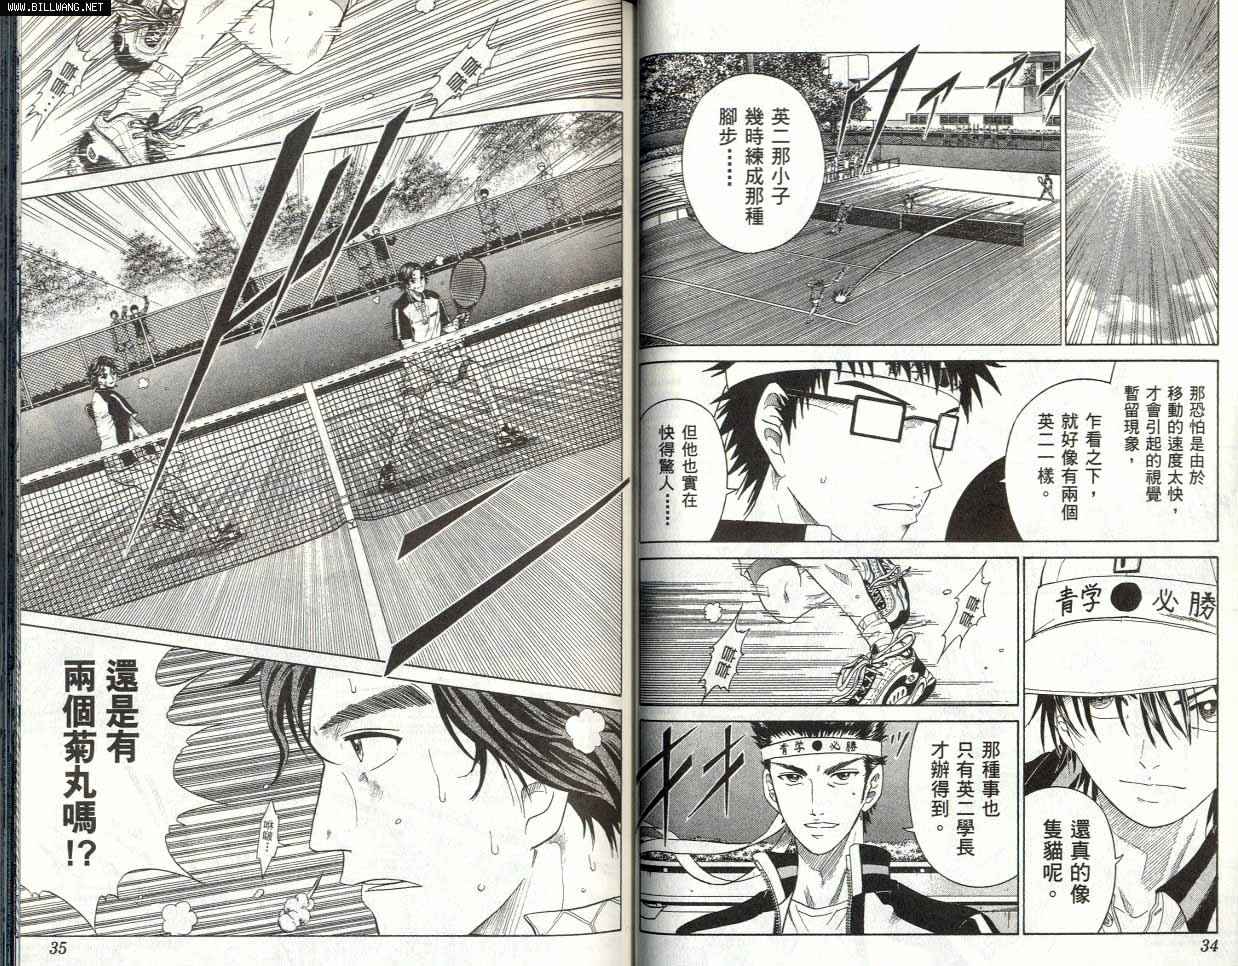 WWW.BILLWANG.NET
英二那小子
幾時練成那種
腳步……
那恐怕是由於
移動的速度太快，
才會引起的視覺
暫留現象，
乍看之下，
就好像有兩個
英二一樣。
但他也實在
快得驚人……
青学●必勝
還真的像
隻貓呢。
青学●必勝
那種事也
只有英二學長
才辦得到。
34
還是有
兩個菊丸嗎!?
35